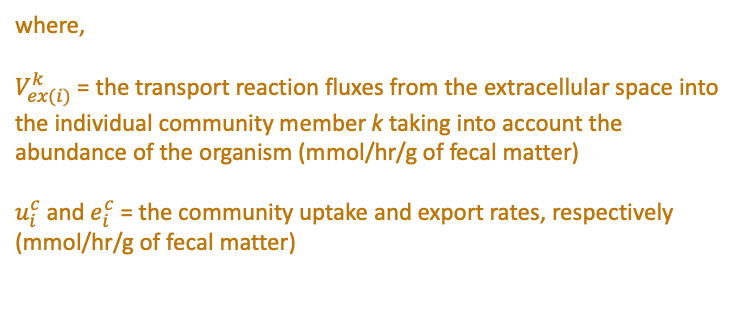 where,
V^k_ex(i) = the transport reaction fluxes from the extracellular space into
the individual community member k taking into account the
abundance of the organism (mmol/hr/g of fecal matter)
u_i^c and e_i^c = the community uptake and export rates, respectively
(mmol/hr/g of fecal matter)